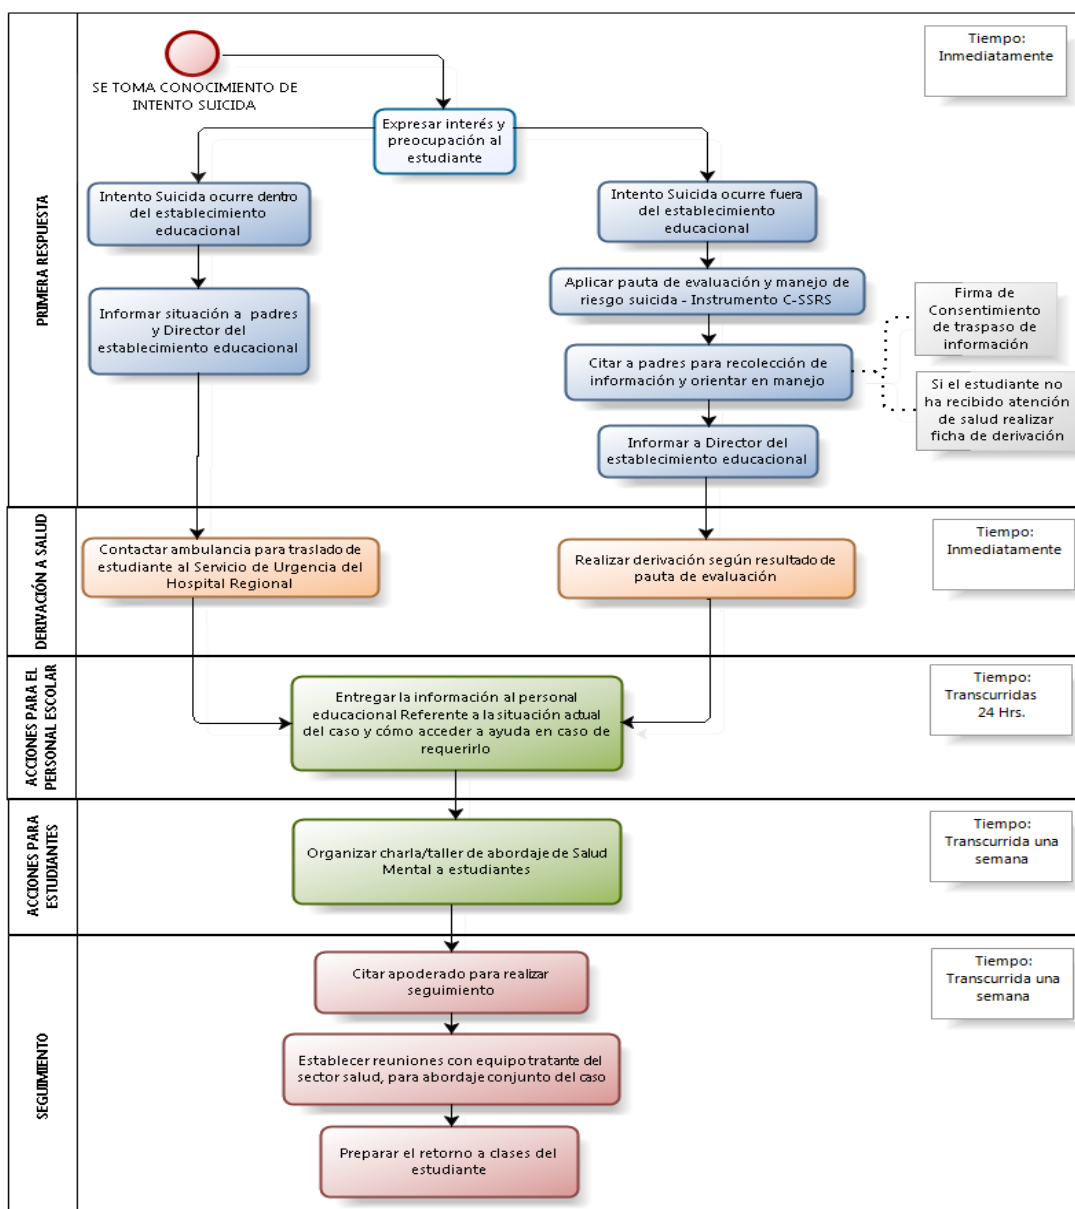 PRIMERA RESPUESTA
Tiempo:
Inmediatamente
SE TOMA CONOCIMIENTO DE
INTENTO SUICIDA
Expresar interés y
preocupación al
estudiante
Intento Suicida ocurre dentro
del establecimiento
educacional
Informar situación a padres
y Director del
establecimiento educacional
Intento Suicida ocurre fuera
del establecimiento
educacional
Aplicar pauta de evaluación y manejo de
riesgo suicida - Instrumento C-SSRS
Citar a padres para recolección de
información y orientar en manejo
Firma de
Consentimiento
de traspaso de
información
Si el estudiante no
ha recibido atención
de salud realizar
ficha de derivación
Informar a Director del
establecimiento educacional
DERIVACIÓN A SALUD
Tiempo:
Inmediatamente
Contactar ambulancia para traslado de
estudiante al Servicio de Urgencia del
Hospital Regional
Realizar derivación según resultado de
pauta de evaluación
ACCIONES PARA EL
PERSONAL ESCOLAR
Tiempo:
Transcurridas
24 Hrs.
Entregar la información al personal
educacional Referente a la situación actual
del caso y cómo acceder a ayuda en caso de
requerirlo
ACCIONES PARA
ESTUDIANTES
Tiempo:
Transcurrida una
semana
Organizar charla/taller de abordaje de Salud
Mental a estudiantes
SEGUIMIENTO
Tiempo:
Transcurrida una
semana
Citar apoderado para realizar
seguimiento
Establecer reuniones con equipo tratante del
sector salud, para abordaje conjunto del caso
Preparar el retorno a clases del
estudiante